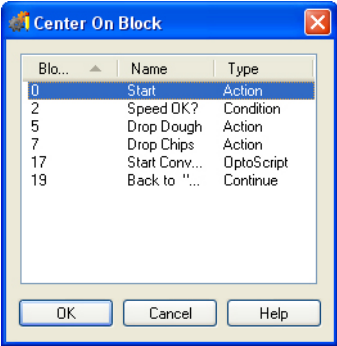 Center On Block
Blo... Name Type
0 Start Action
2 Speed OK? Condition
5 Drop Dough Action
7 Drop Chips Action
17 Start Conv... OptoScript
19 Back to "... Continue
OK Cancel Help